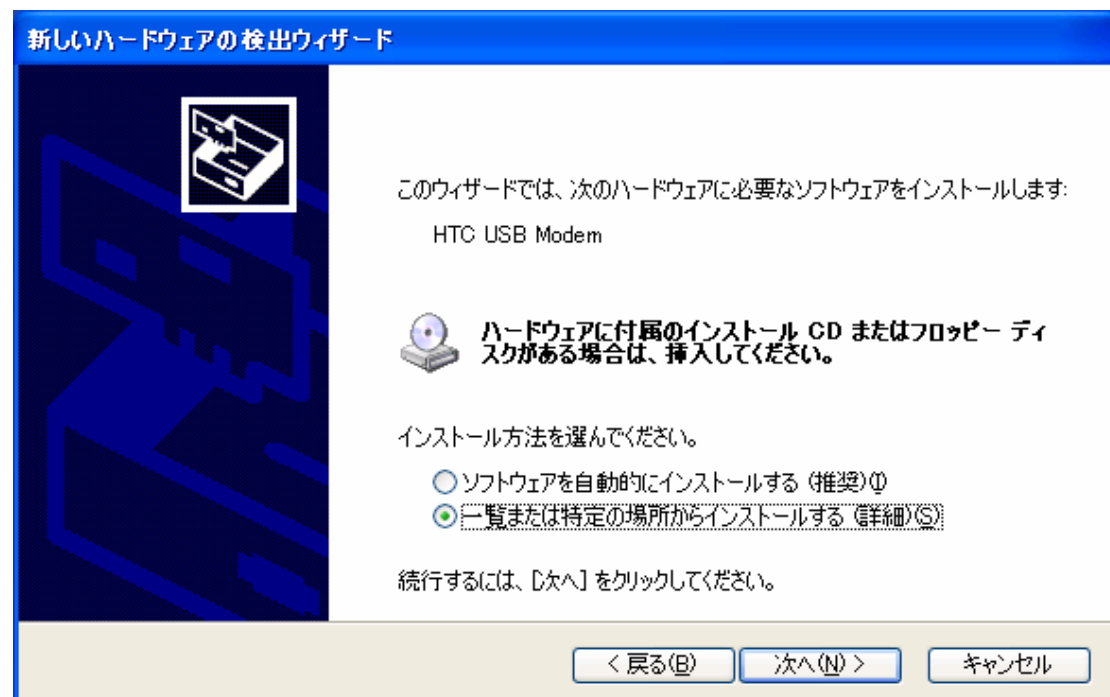 新しいハードウェアの検出ウィザード
このウィザードでは、次のハードウェアに必要なソフトウェアをインストールします:
HTC USB Modem
ハードウェアに付属のインストール CD またはフロッピー ディ
スクがある場合は、挿入してください。
インストール方法を選んでください。
ソフトウェアを自動的にインストールする (推奨)(I)
一覧または特定の場所からインストールする (詳細)(S)
続行するには、[次へ] をクリックしてください。
< 戻る(B) 次へ(N) > キャンセル